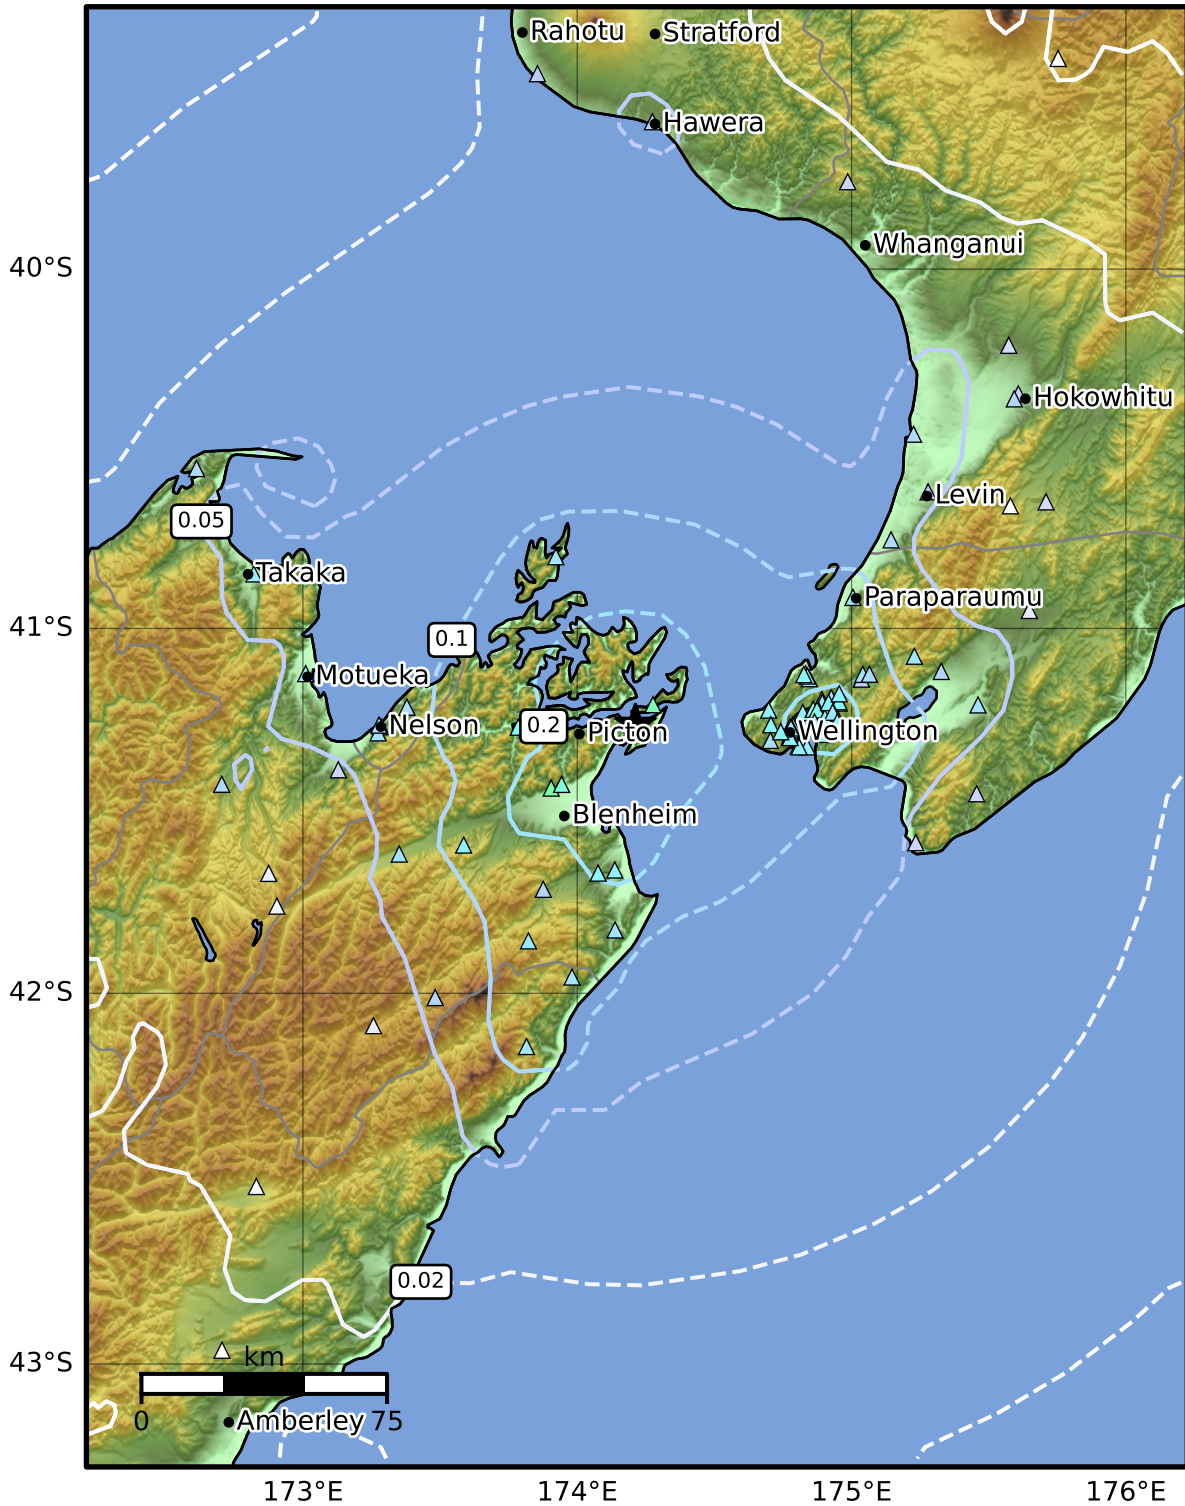 Rahotu
Stratford
Hawera
Whanganui
40°S
Hokowhitu
Levin
0.05
Takaka
Paraparaumu
41°S
0.1
Motueka
Nelson
0.2
Picton
Wellington
Blenheim
42°S
0.02
43°S
km
0
75
Amberley
173°E
174°E
175°E
176°E